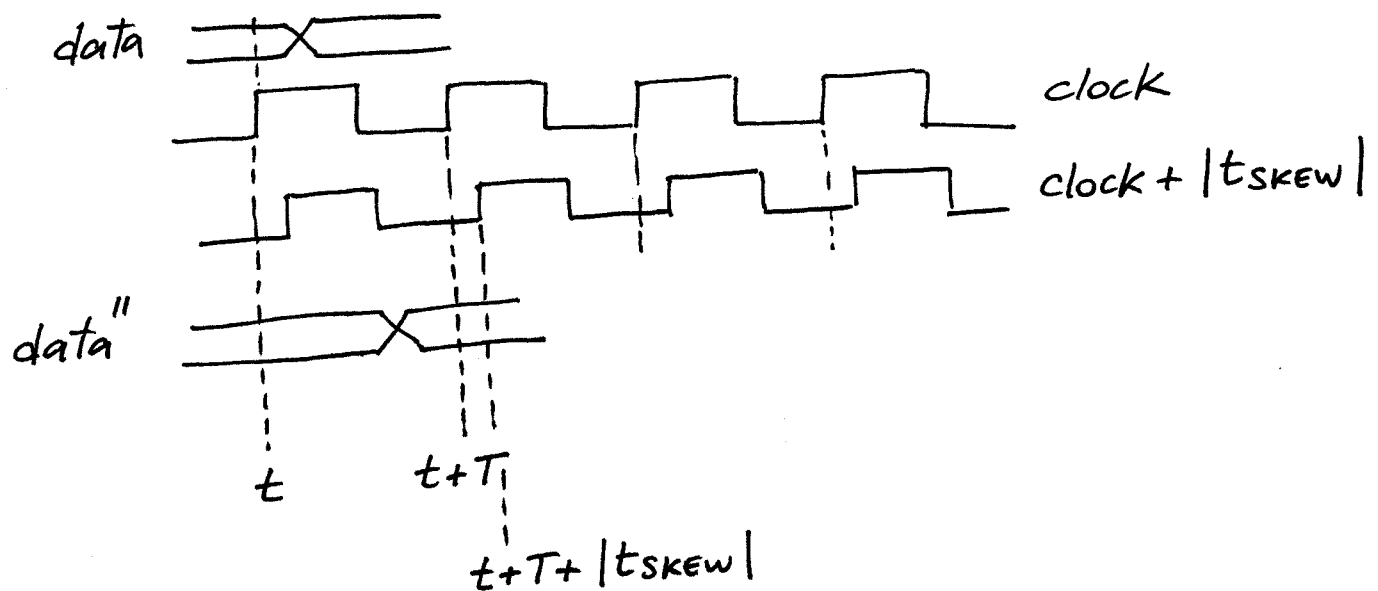 data
clock
clock + |tSKEW|
data"
t
t+T
t+T+ |tSKEW|